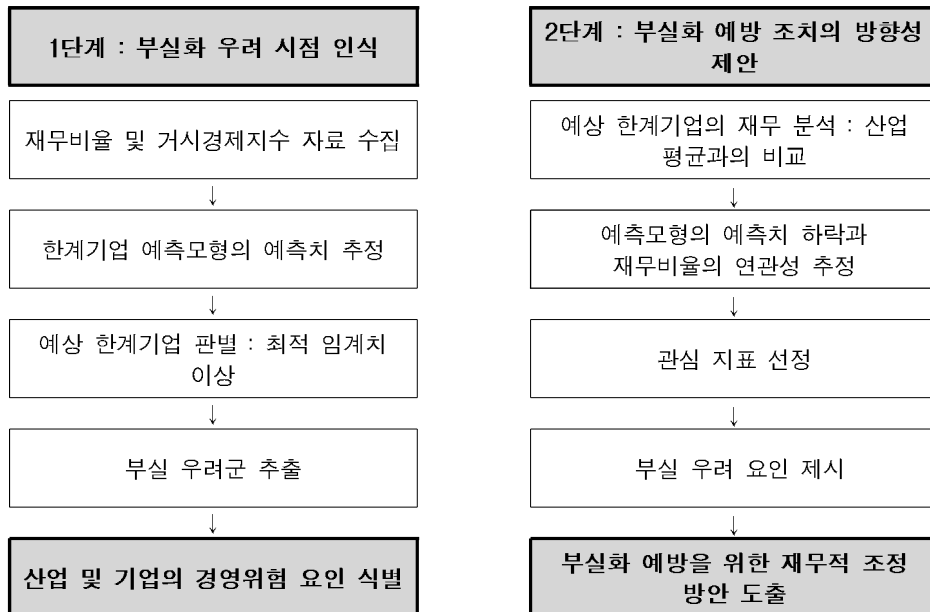 1단계 : 부실화 우려 시점 인식
재무비율 및 거시경제지수 자료 수집
↓
한계기업 예측모형의 예측치 추정
↓
예상 한계기업 판별 : 최적 임계치
이상
↓
부실 우려군 추출
↓
산업 및 기업의 경영위험 요인 식별
2단계 : 부실화 예방 조치의 방향성
제안
예상 한계기업의 재무 분석 : 산업
평균과의 비교
↓
예측모형의 예측치 하락과
재무비율의 연관성 추정
↓
관심 지표 선정
↓
부실 우려 요인 제시
↓
부실화 예방을 위한 재무적 조정
방안 도출